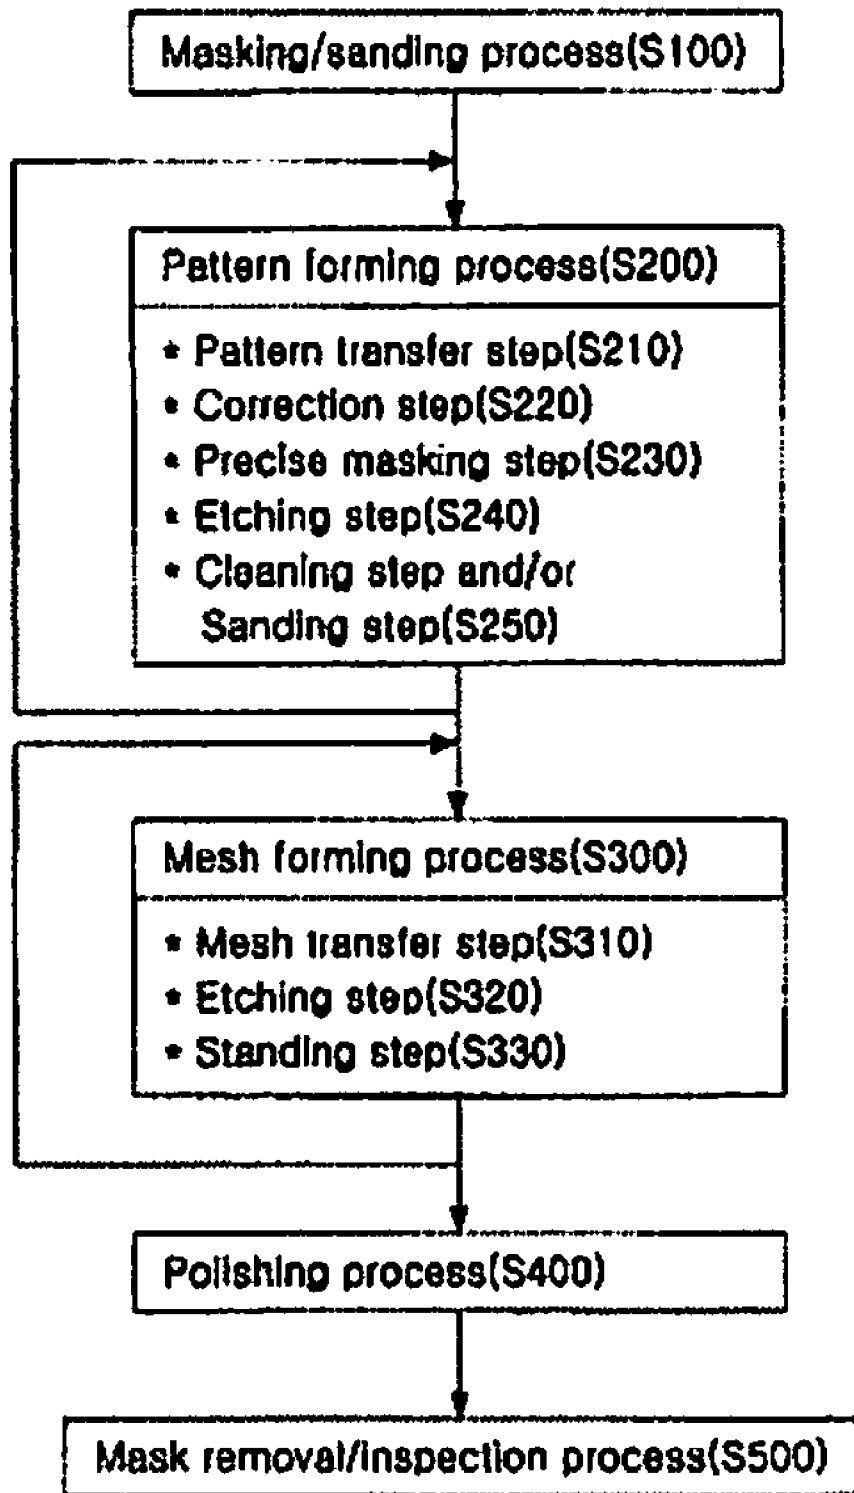 Masking/sanding process(S100)
Pattern forming process(S200)
* Pattern transfer step(S210)
* Correction step(S220)
* Precise masking step(S230)
* Etching step(S240)
* Cleaning step and/or
Sanding step(S250)
Mesh forming process(S300)
* Mesh transfer step(S310)
* Etching step(S320)
* Standing step(S330)
Polishing process(S400)
Mask removal/inspection process(S500)